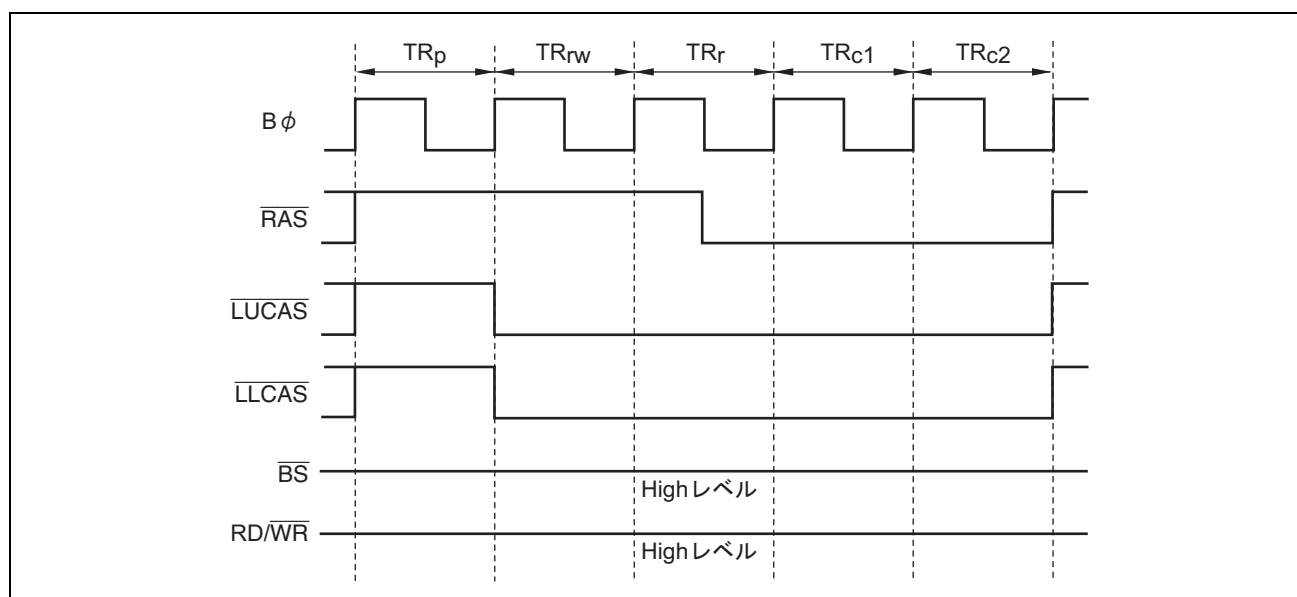 TRp TRrw TRr TRc1 TRc2
Bφ
RAS
LUCAS
LLCAS
BS
Highレベル
RD/WR
Highレベル